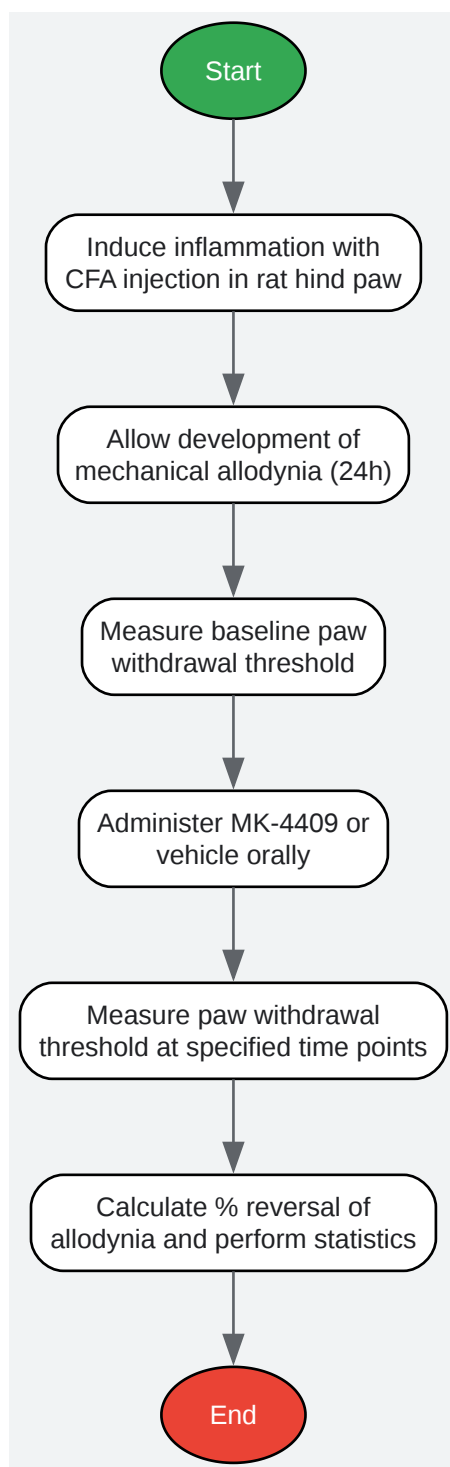 Start
Induce inflammation with
CFA injection in rat hind paw
Allow development of
mechanical allodynia (24h)
Measure baseline paw
withdrawal threshold
Administer MK-4409 or
vehicle orally
Measure paw withdrawal
threshold at specified time points
Calculate % reversal of
allodynia and perform statistics
End